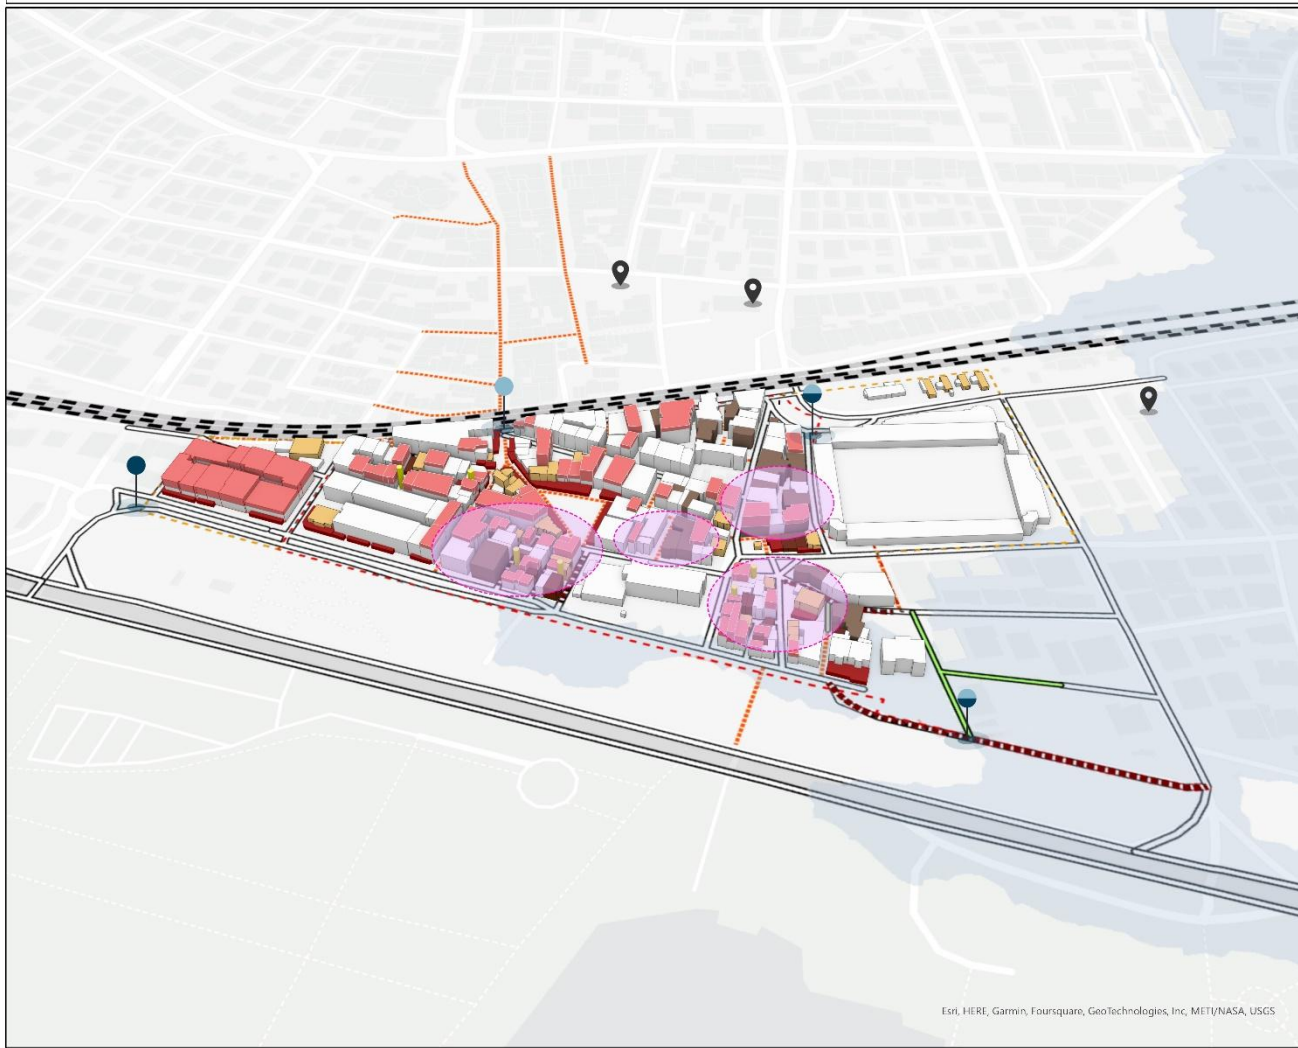 Esri, HERE, Garmin, Foursquare, GeoTechnologies, Inc, METI/NASA, USGS